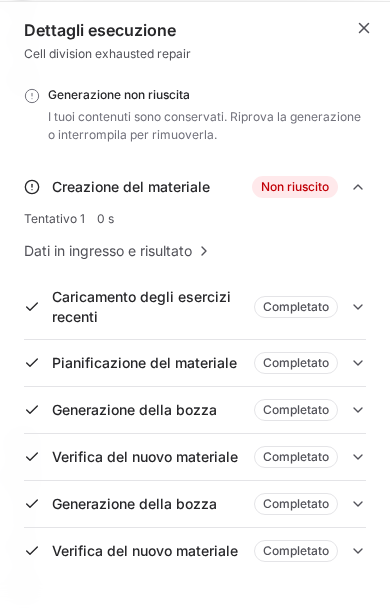 Dettagli esecuzione
Cell division exhausted repair
Generazione non riuscita
I tuoi contenuti sono conservati. Riprova la generazione
o interrompila per rimuoverla.
Creazione del materiale
Non riuscito
Tentativo 1 0 s
Dati in ingresso e risultato
Caricamento degli esercizi
recenti
Completato
Pianificazione del materiale
Completato
Generazione della bozza
Completato
Verifica del nuovo materiale
Completato
Generazione della bozza
Completato
Verifica del nuovo materiale
Completato